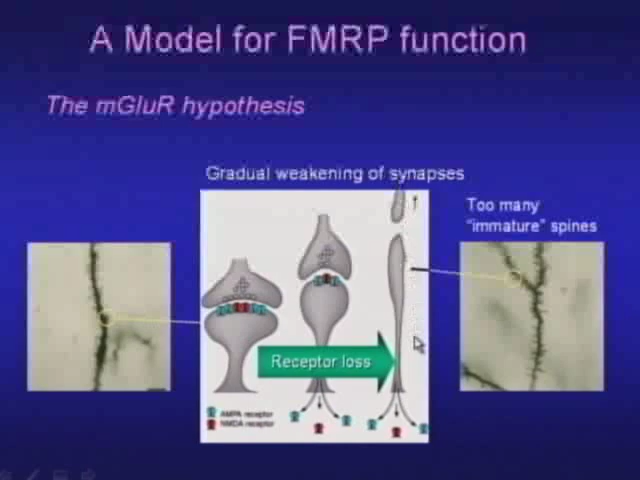 A Model for FMRP function
The mGluR hypothesis
Gradual weakening of synapses
Too many
"immature" spines
Receptor loss
AMPA receptor
NMDA receptor